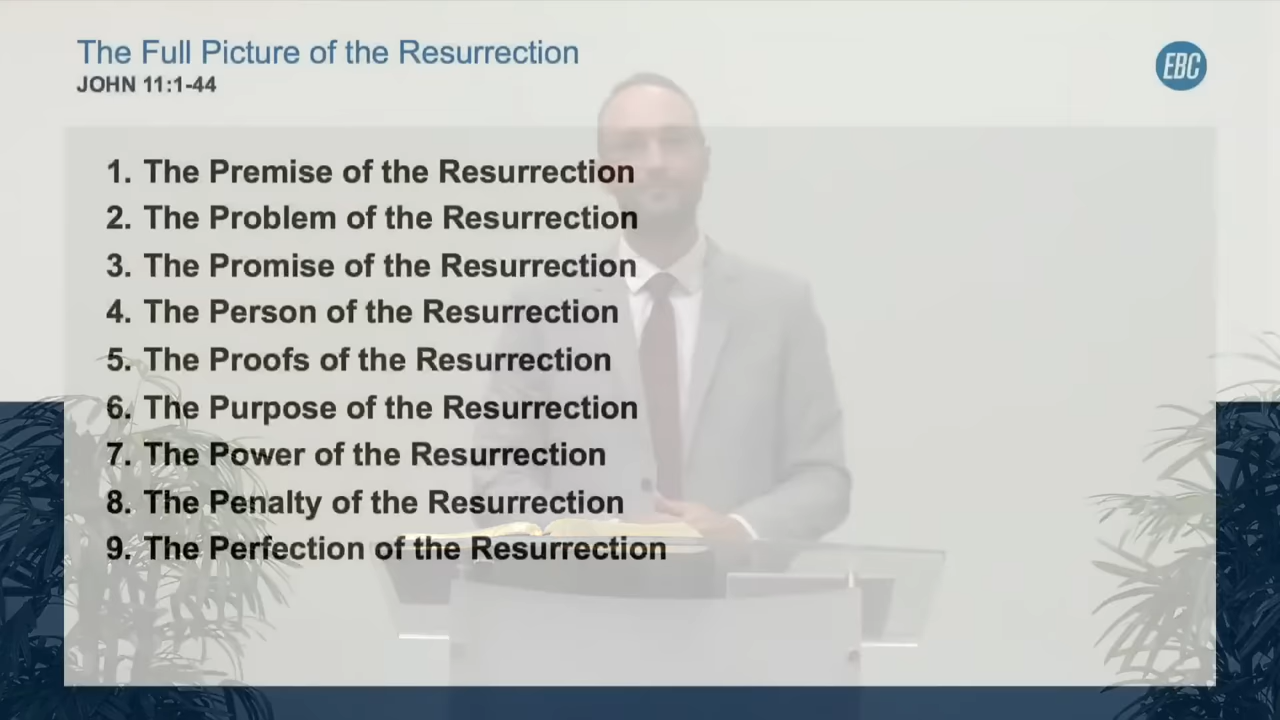 The Full Picture of the Resurrection
JOHN 11:1-44
EBC
1. The Premise of the Resurrection
2. The Problem of the Resurrection
3. The Promise of the Resurrection
4. The Person of the Resurrection
5. The Proofs of the Resurrection
6. The Purpose of the Resurrection
7. The Power of the Resurrection
8. The Penalty of the Resurrection
9. The Perfection of the Resurrection